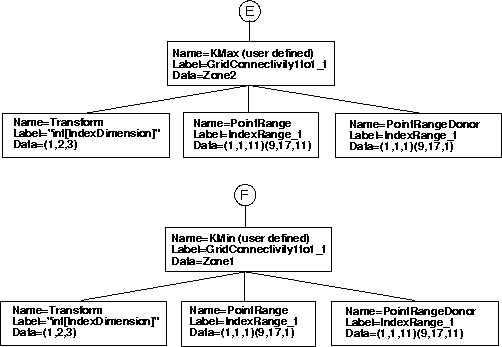 E
Name=KMax (user defined)
Label=GridConnectivity1to1_t
Data=Zone2
Name=Transform
Label="int[IndexDimension]"
Data=(1,2,3)
Name=PointRange
Label=IndexRange_t
Data=(1,1,11)(9,17,11)
Name=PointRangeDonor
Label=IndexRange_t
Data=(1,1,1)(9,17,1)
F
Name=KMin (user defined)
Label=GridConnectivity1to1_t
Data=Zone1
Name=Transform
Label="int[IndexDimension]"
Data=(1,2,3)
Name=PointRange
Label=IndexRange_t
Data=(1,1,1)(9,17,1)
Name=PointRangeDonor
Label=IndexRange_t
Data=(1,1,11)(9,17,11)